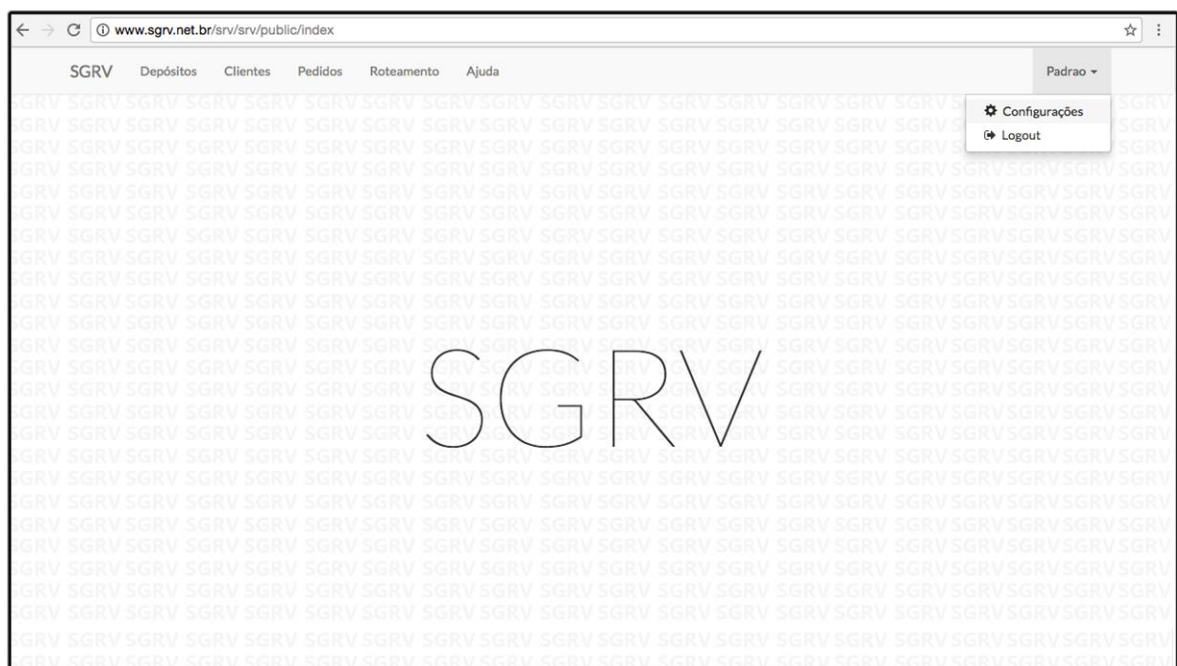 www.sgrv.net.br/srv/srv/public/index
SGRV Depósitos Clientes Pedidos Roteamento Ajuda Padrao
Configurações
Logout
SGRV